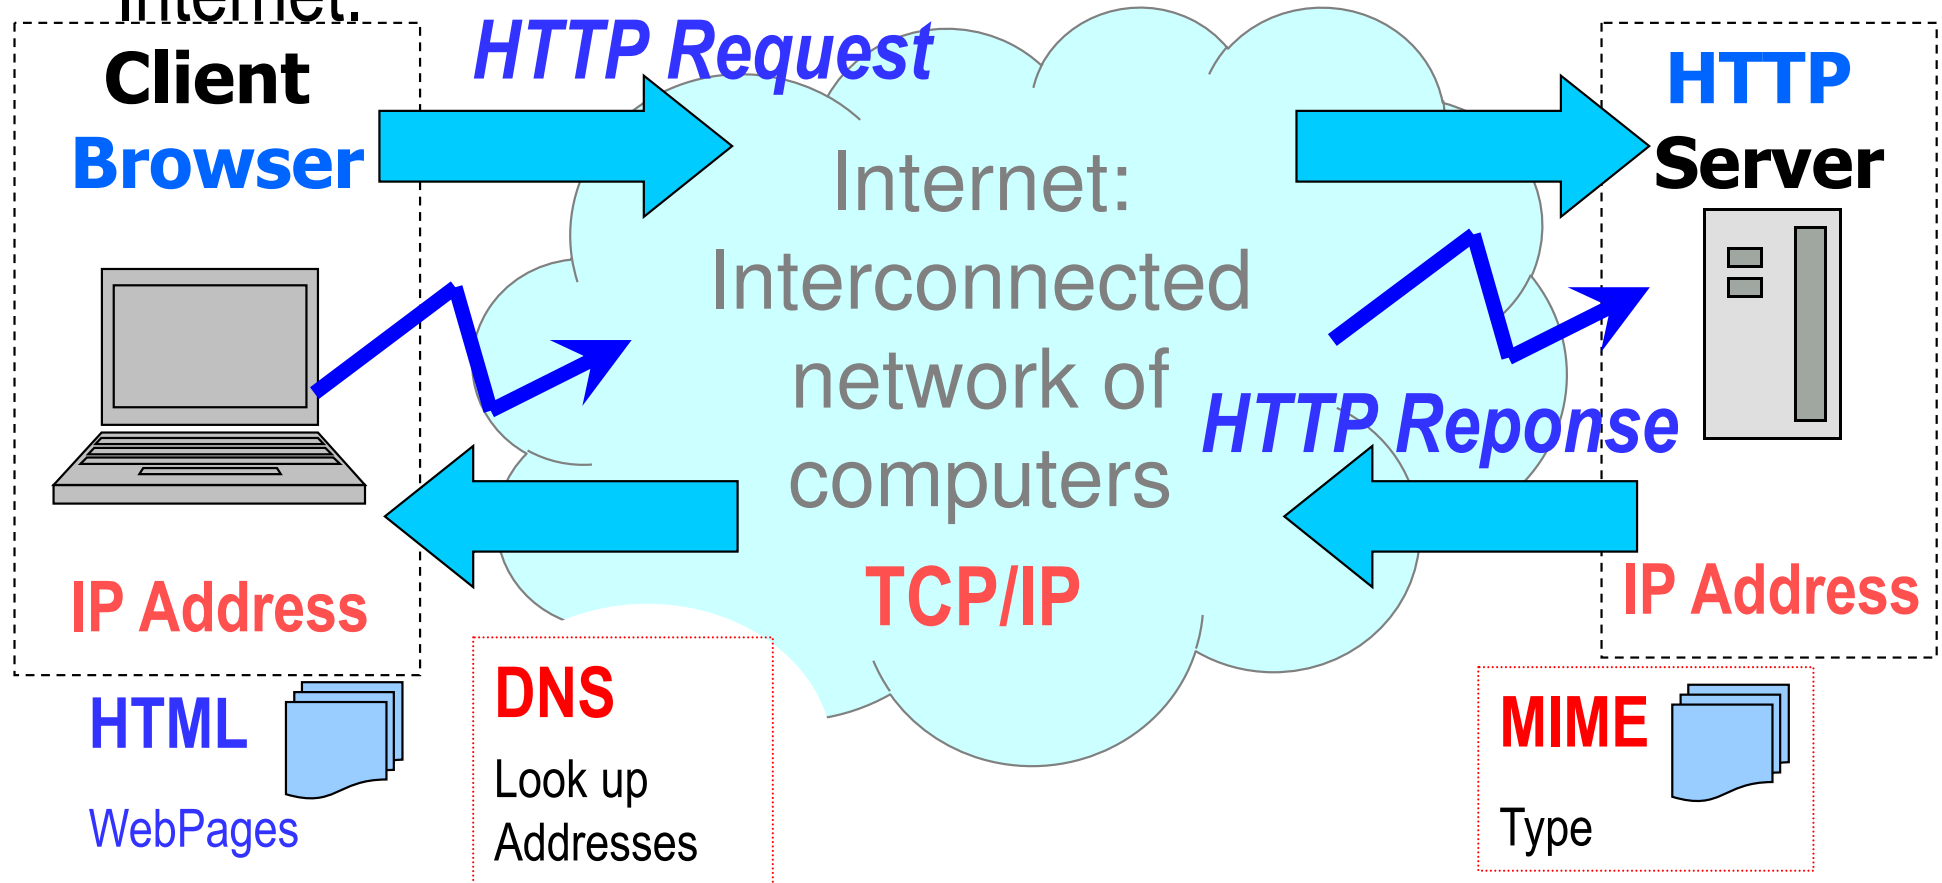 Internet.
Client
Browser
HTTP Request
HTTP
Server
Internet:
Interconnected
network of
computers
TCP/IP
HTTP Reponse
IP Address
IP Address
HTML
WebPages
DNS
Look up
Addresses
MIME
Type